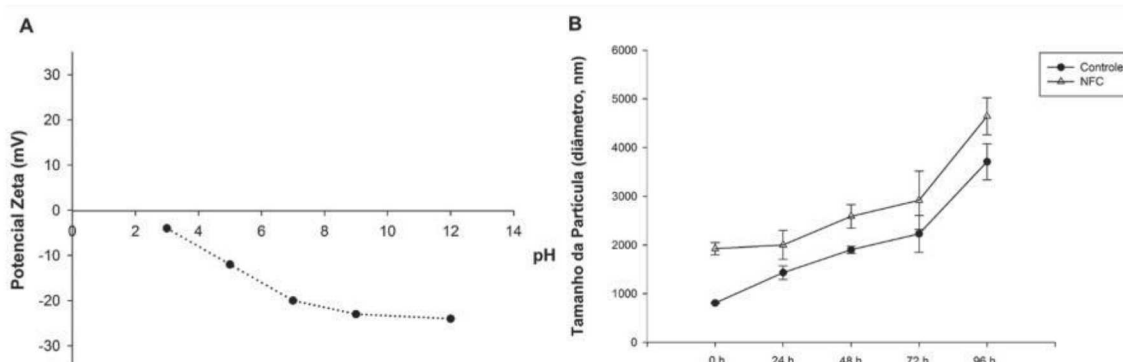 A
Potencial Zeta (mV)
30
20
10
0
-10
-20
-30
0
2
4
6
8
10
12
14
pH
B
Tamanho da Partícula (diâmetro, nm)
6000
5000
4000
3000
2000
1000
0
0 h
24 h
48 h
72 h
96 h
Controle
NFC